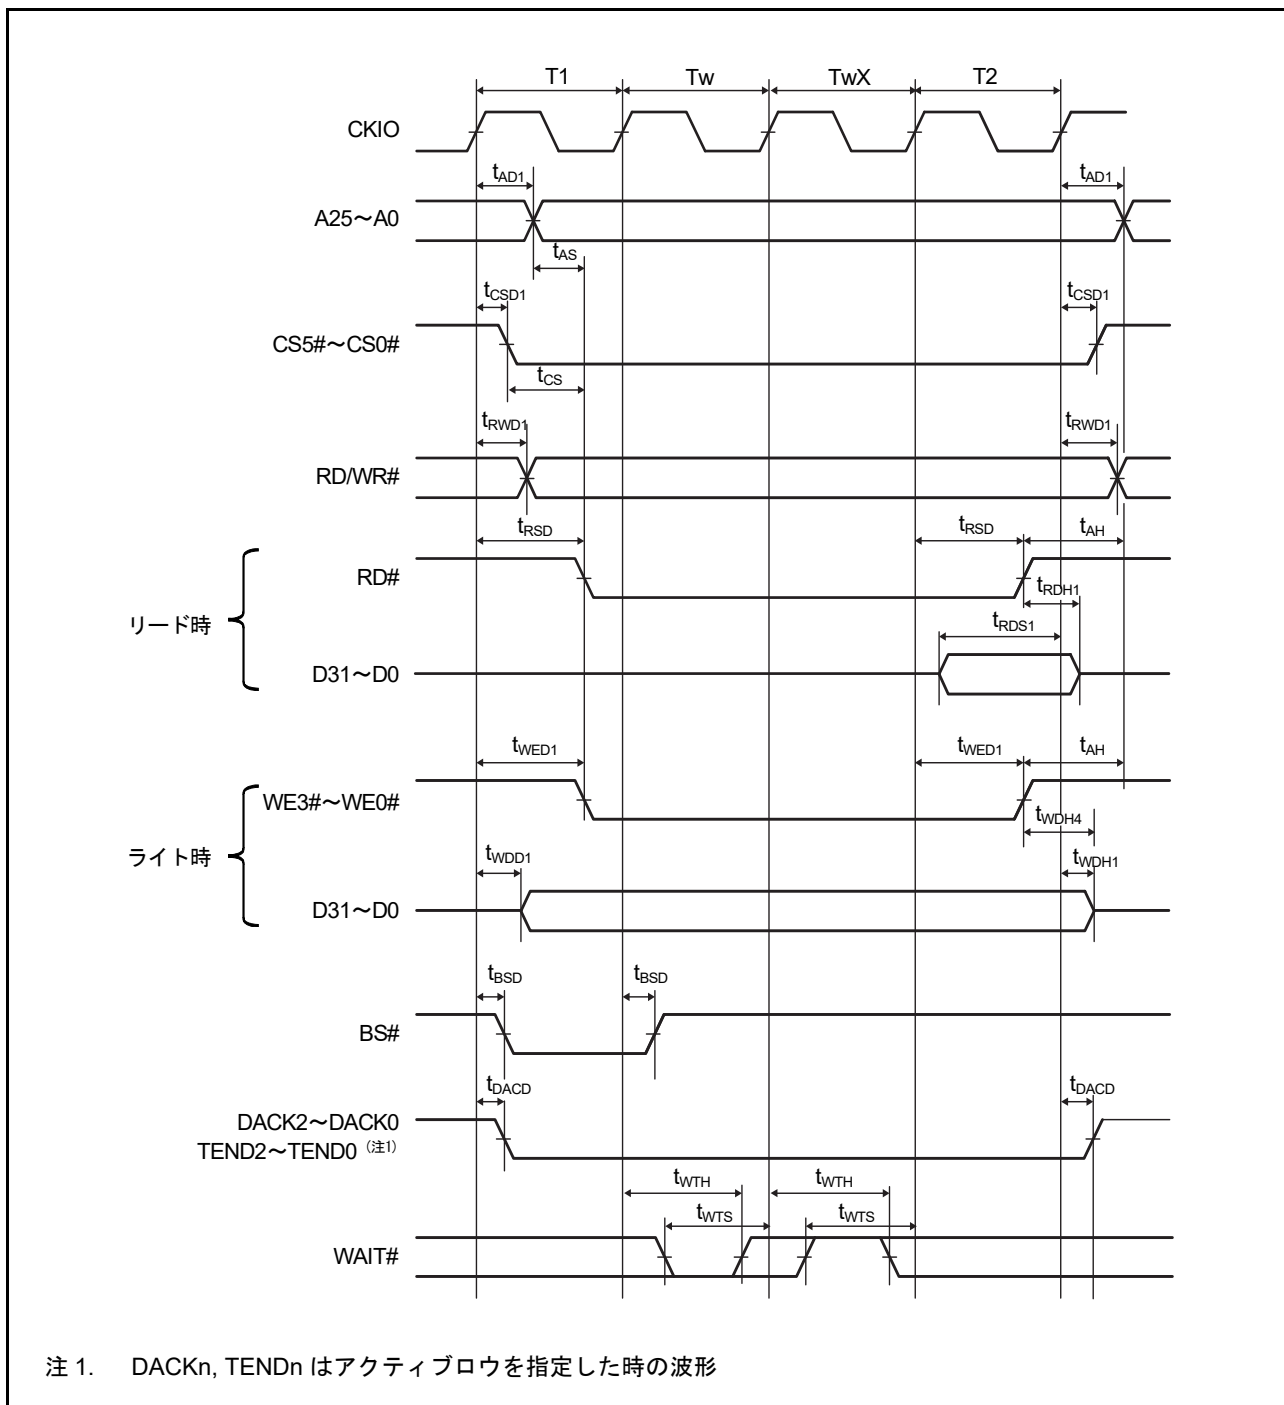 T1 Tw TwX T2
CKIO
tAD1 tAD1
A25～A0
tAS
tCSD1 tCSD1
CS5#～CS0#
tCS
tRWD1 tRWD1
RD/WR#
tRSD tRSD tAH
RD#
tRDH1
リード時
tRDS1
D31～D0
tWED1 tWED1 tAH
WE3#～WE0#
tWDH4
ライト時
tWDD1 tWDH1
D31～D0
tBSD tBSD
BS#
tDACD tDACD
DACK2～DACK0
TEND2～TEND0 （注1）
tWTH tWTH
tWTS tWTS
WAIT#
注 1. DACKn, TENDn はアクティブロウを指定した時の波形